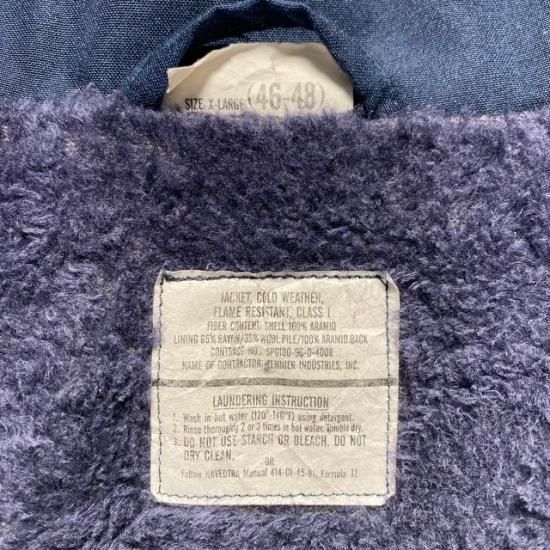 SIZE: X-LARGE (46-48)
JACKET, COLD WEATHER,
FLAME RESISTANT, CLASS 1
FIBER CONTENT: SHELL 100% ARAMID
LINING 65% RAYON/35% WOOL PILE/100% ARAMID BACK
CONTRACT NO.: SPO100-96-D-4008
NAME OF CONTRACTOR: TENNIER INDUSTRIES, INC.
LAUNDERING INSTRUCTION
1. Wash in hot water (120°-140°F) using detergent.
2. Rinse thoroughly 2 or 3 times in hot water. Tumble dry.
3. DO NOT USE STARCH OR BLEACH. DO NOT
DRY CLEAN.
OR
Follow NAVEDTRA Manual 414-01-45-81, Formula II